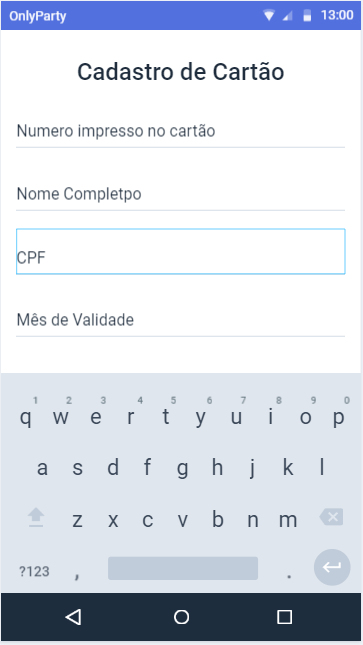 OnlyParty 13:00
Cadastro de Cartão
Numero impresso no cartão
Nome Completpo
CPF
Mês de Validade
1 2 3 4 5 6 7 8 9 0
q w e r t y u i o p
a s d f g h j k l
z x c v b n m
?123 , .